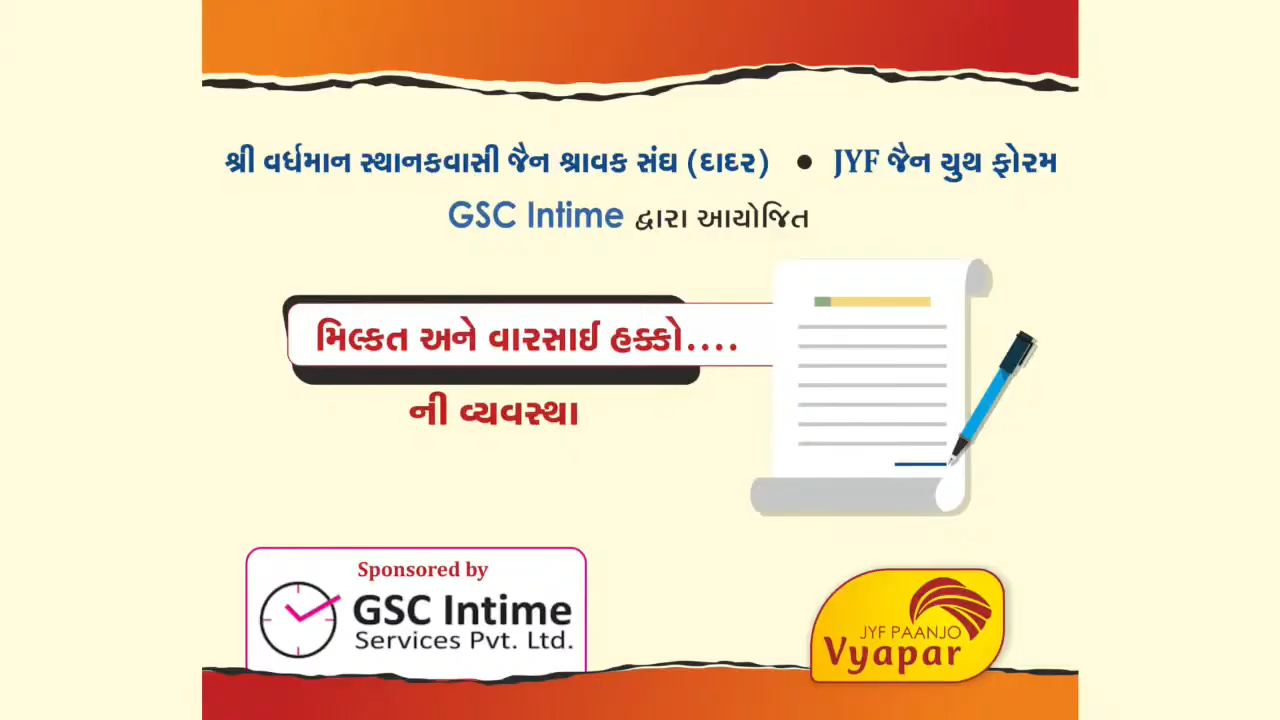 શ્રી વર્ધમાન સ્થાનકવાસી જૈન શ્રાવક સંઘ (દાદર) ● JYF જૈન યુથ ફોરમ
GSC Intime દ્વારા આયોજિત
મિલ્કત અને વારસાઈ હક્કો....
ની વ્યવસ્થા
Sponsored by
GSC Intime
Services Pvt. Ltd.
JYF PAANJO
Vyapar